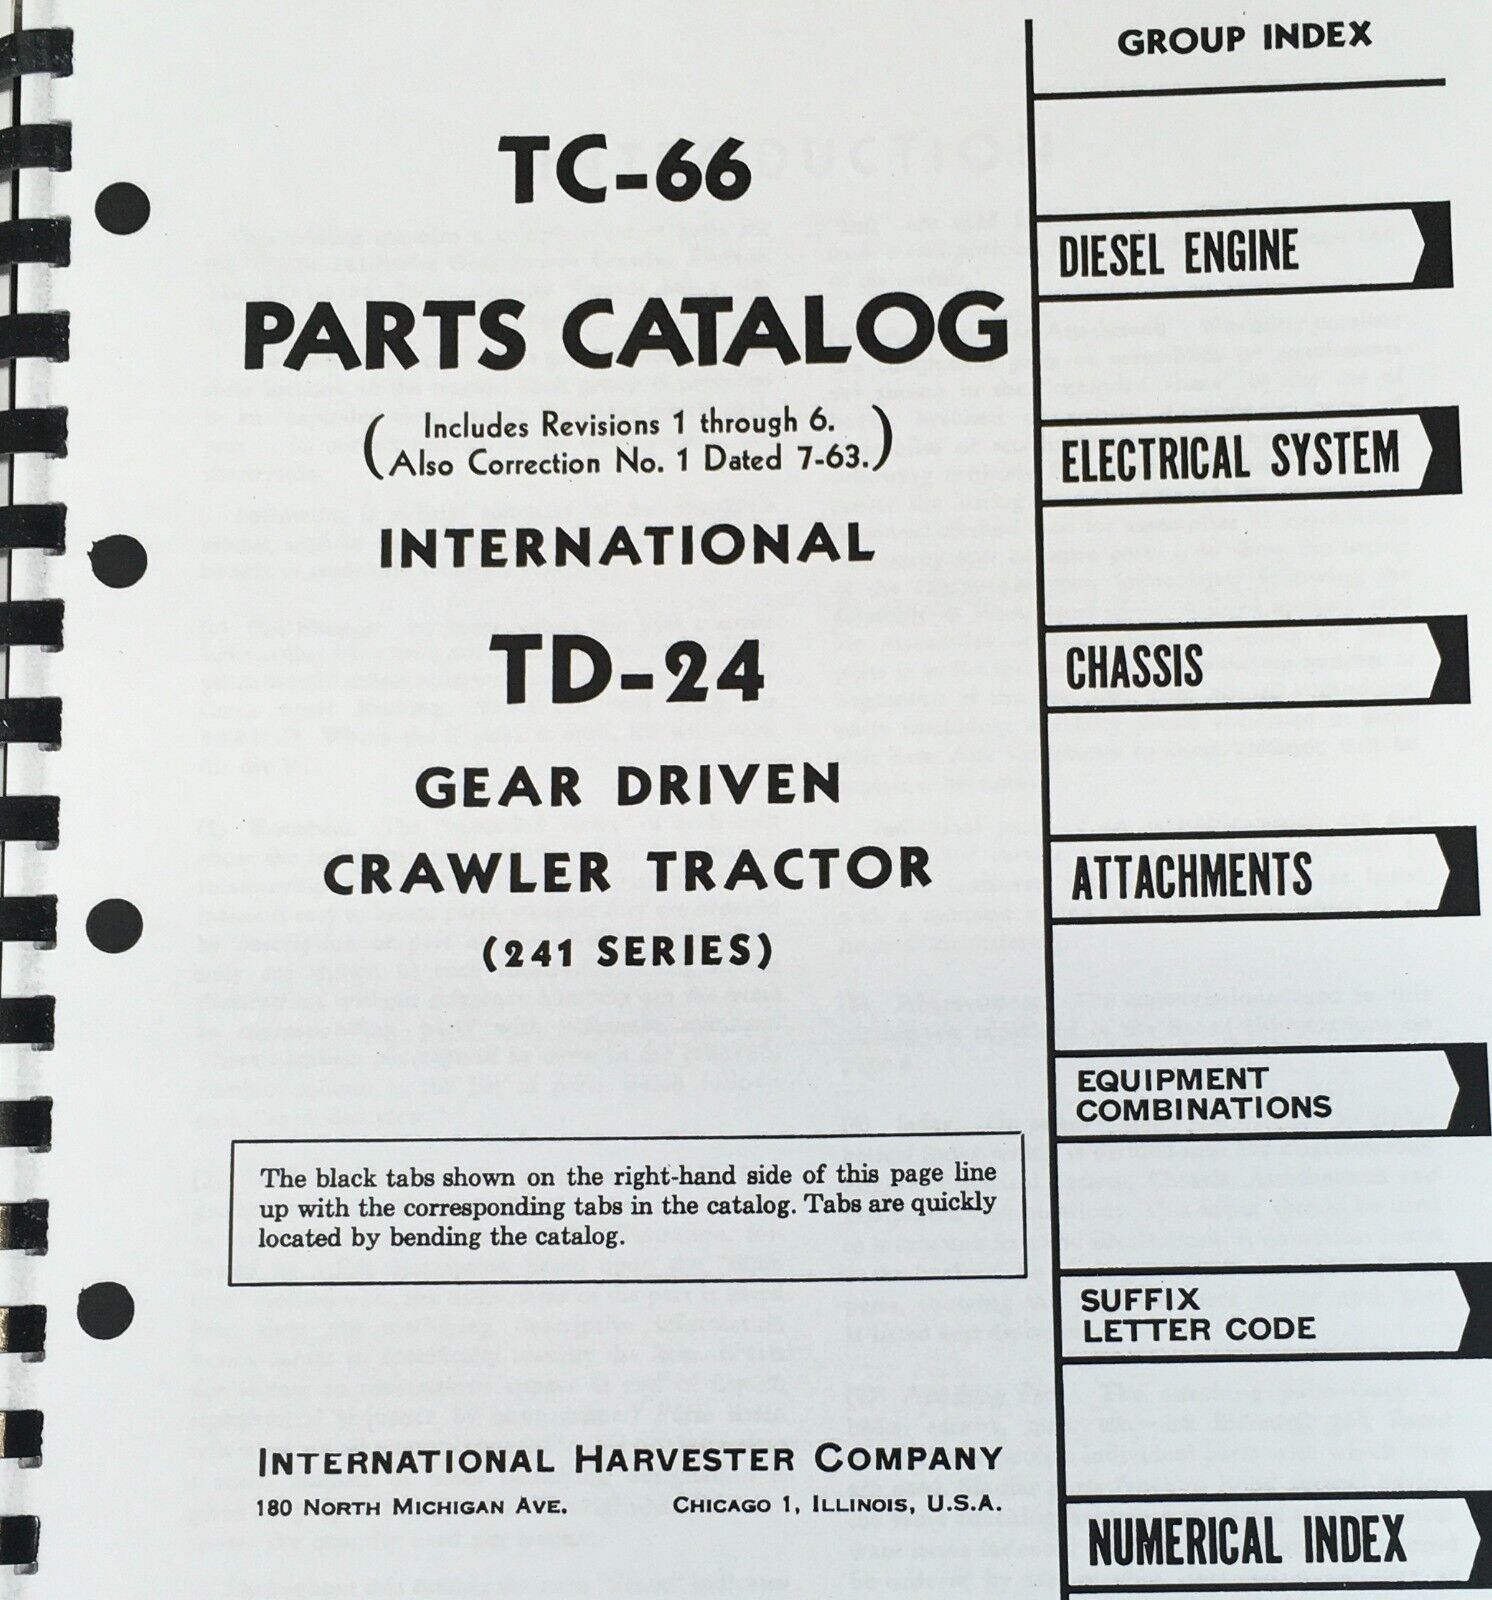 GROUP INDEX
TC-66
PARTS CATALOG
(Includes Revisions 1 through 6.
Also Correction No. 1 Dated 7-63.)
INTERNATIONAL
TD-24
GEAR DRIVEN
CRAWLER TRACTOR
(241 SERIES)
The black tabs shown on the right-hand side of this page line
up with the corresponding tabs in the catalog. Tabs are quickly
located by bending the catalog.
INTERNATIONAL HARVESTER COMPANY
180 NORTH MICHIGAN AVE. CHICAGO 1, ILLINOIS, U.S.A.
DIESEL ENGINE
ELECTRICAL SYSTEM
CHASSIS
ATTACHMENTS
EQUIPMENT
COMBINATIONS
SUFFIX
LETTER CODE
NUMERICAL INDEX